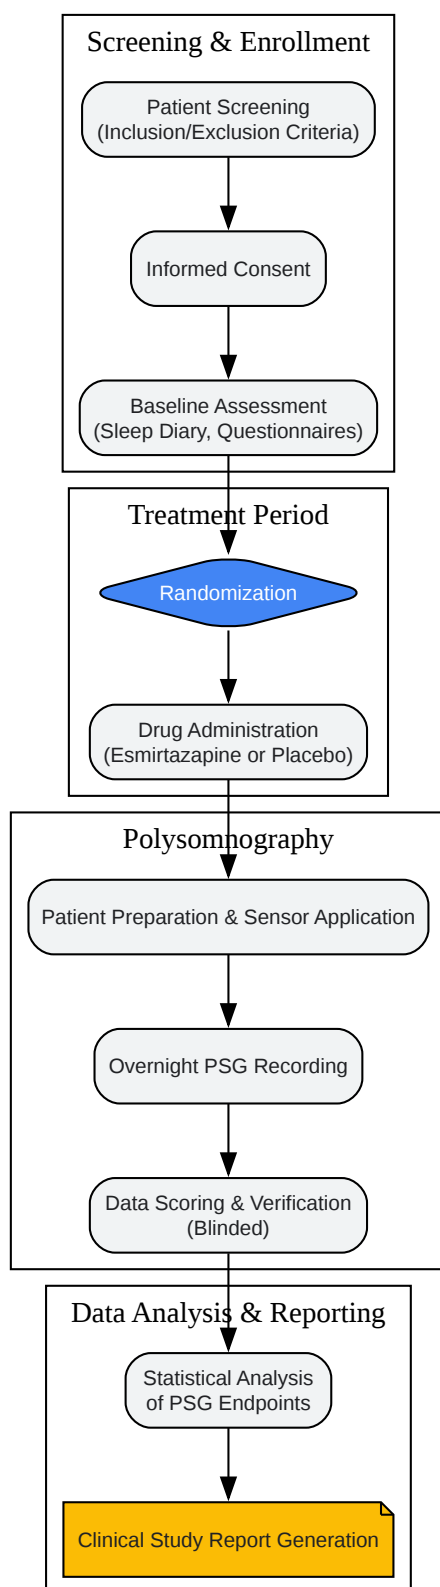 Screening & Enrollment
Patient Screening
(Inclusion/Exclusion Criteria)
Informed Consent
Baseline Assessment
(Sleep Diary, Questionnaires)
Treatment Period
Randomization
Drug Administration
(Esmirtazapine or Placebo)
Polysomnography
Patient Preparation & Sensor Application
Overnight PSG Recording
Data Scoring & Verification
(Blinded)
Data Analysis & Reporting
Statistical Analysis
of PSG Endpoints
Clinical Study Report Generation